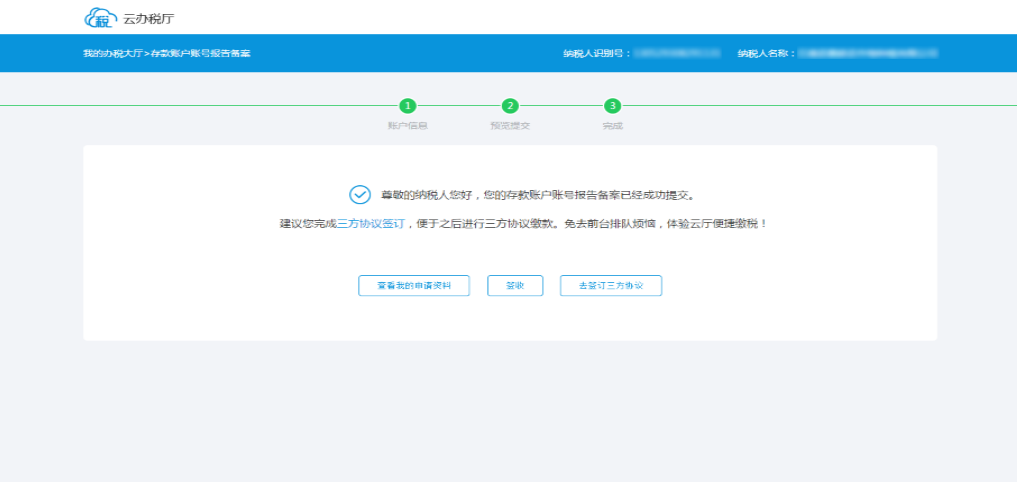 税 云办税厅
我的办税大厅>存款账户账号报告备案 纳税人识别号： 纳税人名称：
1 2 3
账户信息 预览提交 完成
尊敬的纳税人您好，您的存款账户账号报告备案已经成功提交。
建议您完成三方协议签订，便于之后进行三方协议缴款。免去前台排队烦恼，体验云厅便捷缴税！
查看我的申请资料 签收 去签订三方协议